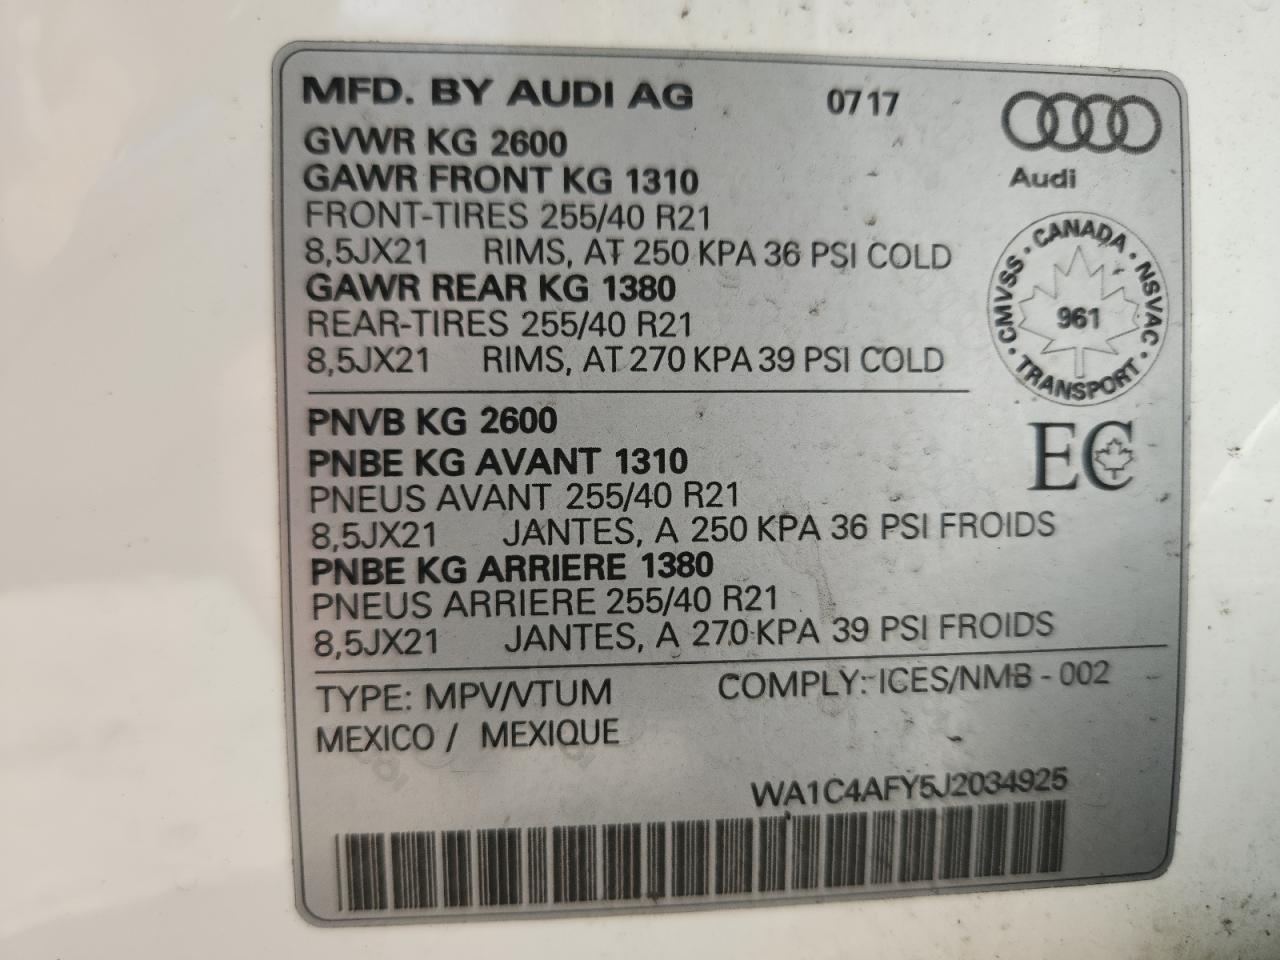 MFD. BY AUDI AG 07 17
Audi
GVWR KG 2600
GAWR FRONT KG 1310
FRONT-TIRES 255/40 R21
8,5JX21 RIMS, AT 250 KPA 36 PSI COLD
GAWR REAR KG 1380
REAR-TIRES 255/40 R21
8,5JX21 RIMS, AT 270 KPA 39 PSI COLD
CANADA · NSVAC · TRANSPORT · CMVSS ·
961
EC
PNVB KG 2600
PNBE KG AVANT 1310
PNEUS AVANT 255/40 R21
8,5JX21 JANTES, A 250 KPA 36 PSI FROIDS
PNBE KG ARRIERE 1380
PNEUS ARRIERE 255/40 R21
8,5JX21 JANTES, A 270 KPA 39 PSI FROIDS
TYPE: MPV/VTUM COMPLY: ICES/NMB - 002
MEXICO / MEXIQUE
WA1C4AFY5J2034925